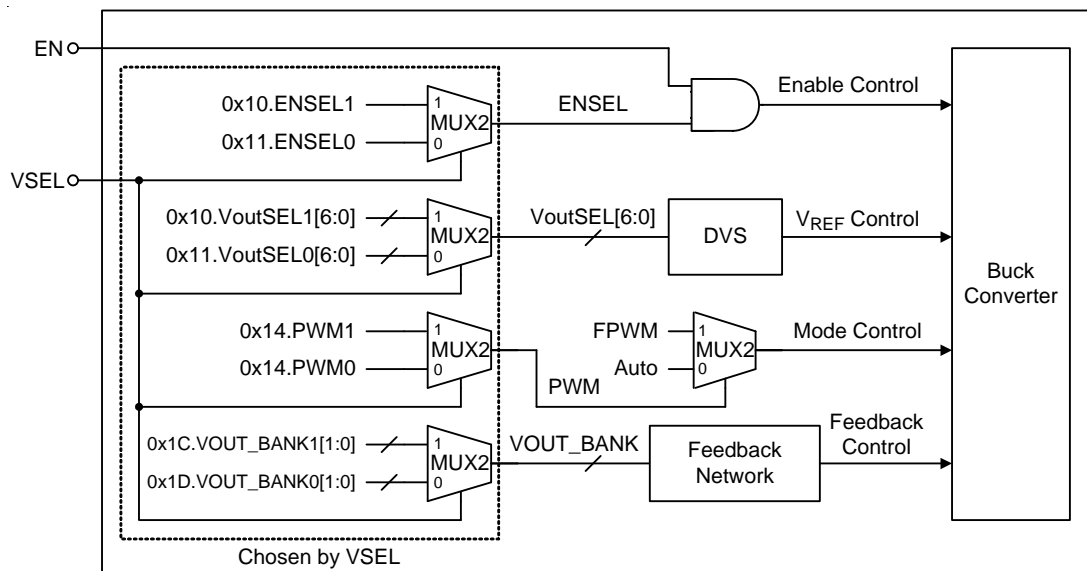 EN
0x10.ENSEL1
0x11.ENSEL0
1
MUX2
0
ENSEL
Enable Control
VSEL
0x10.VoutSEL1[6:0]
0x11.VoutSEL0[6:0]
1
MUX2
0
VoutSEL[6:0]
DVS
VREF Control
Buck
Converter
0x14.PWM1
0x14.PWM0
1
MUX2
0
PWM
FPWM
Auto
1
MUX2
0
Mode Control
0x1C.VOUT_BANK1[1:0]
0x1D.VOUT_BANK0[1:0]
1
MUX2
0
VOUT_BANK
Feedback
Network
Feedback
Control
Chosen by VSEL